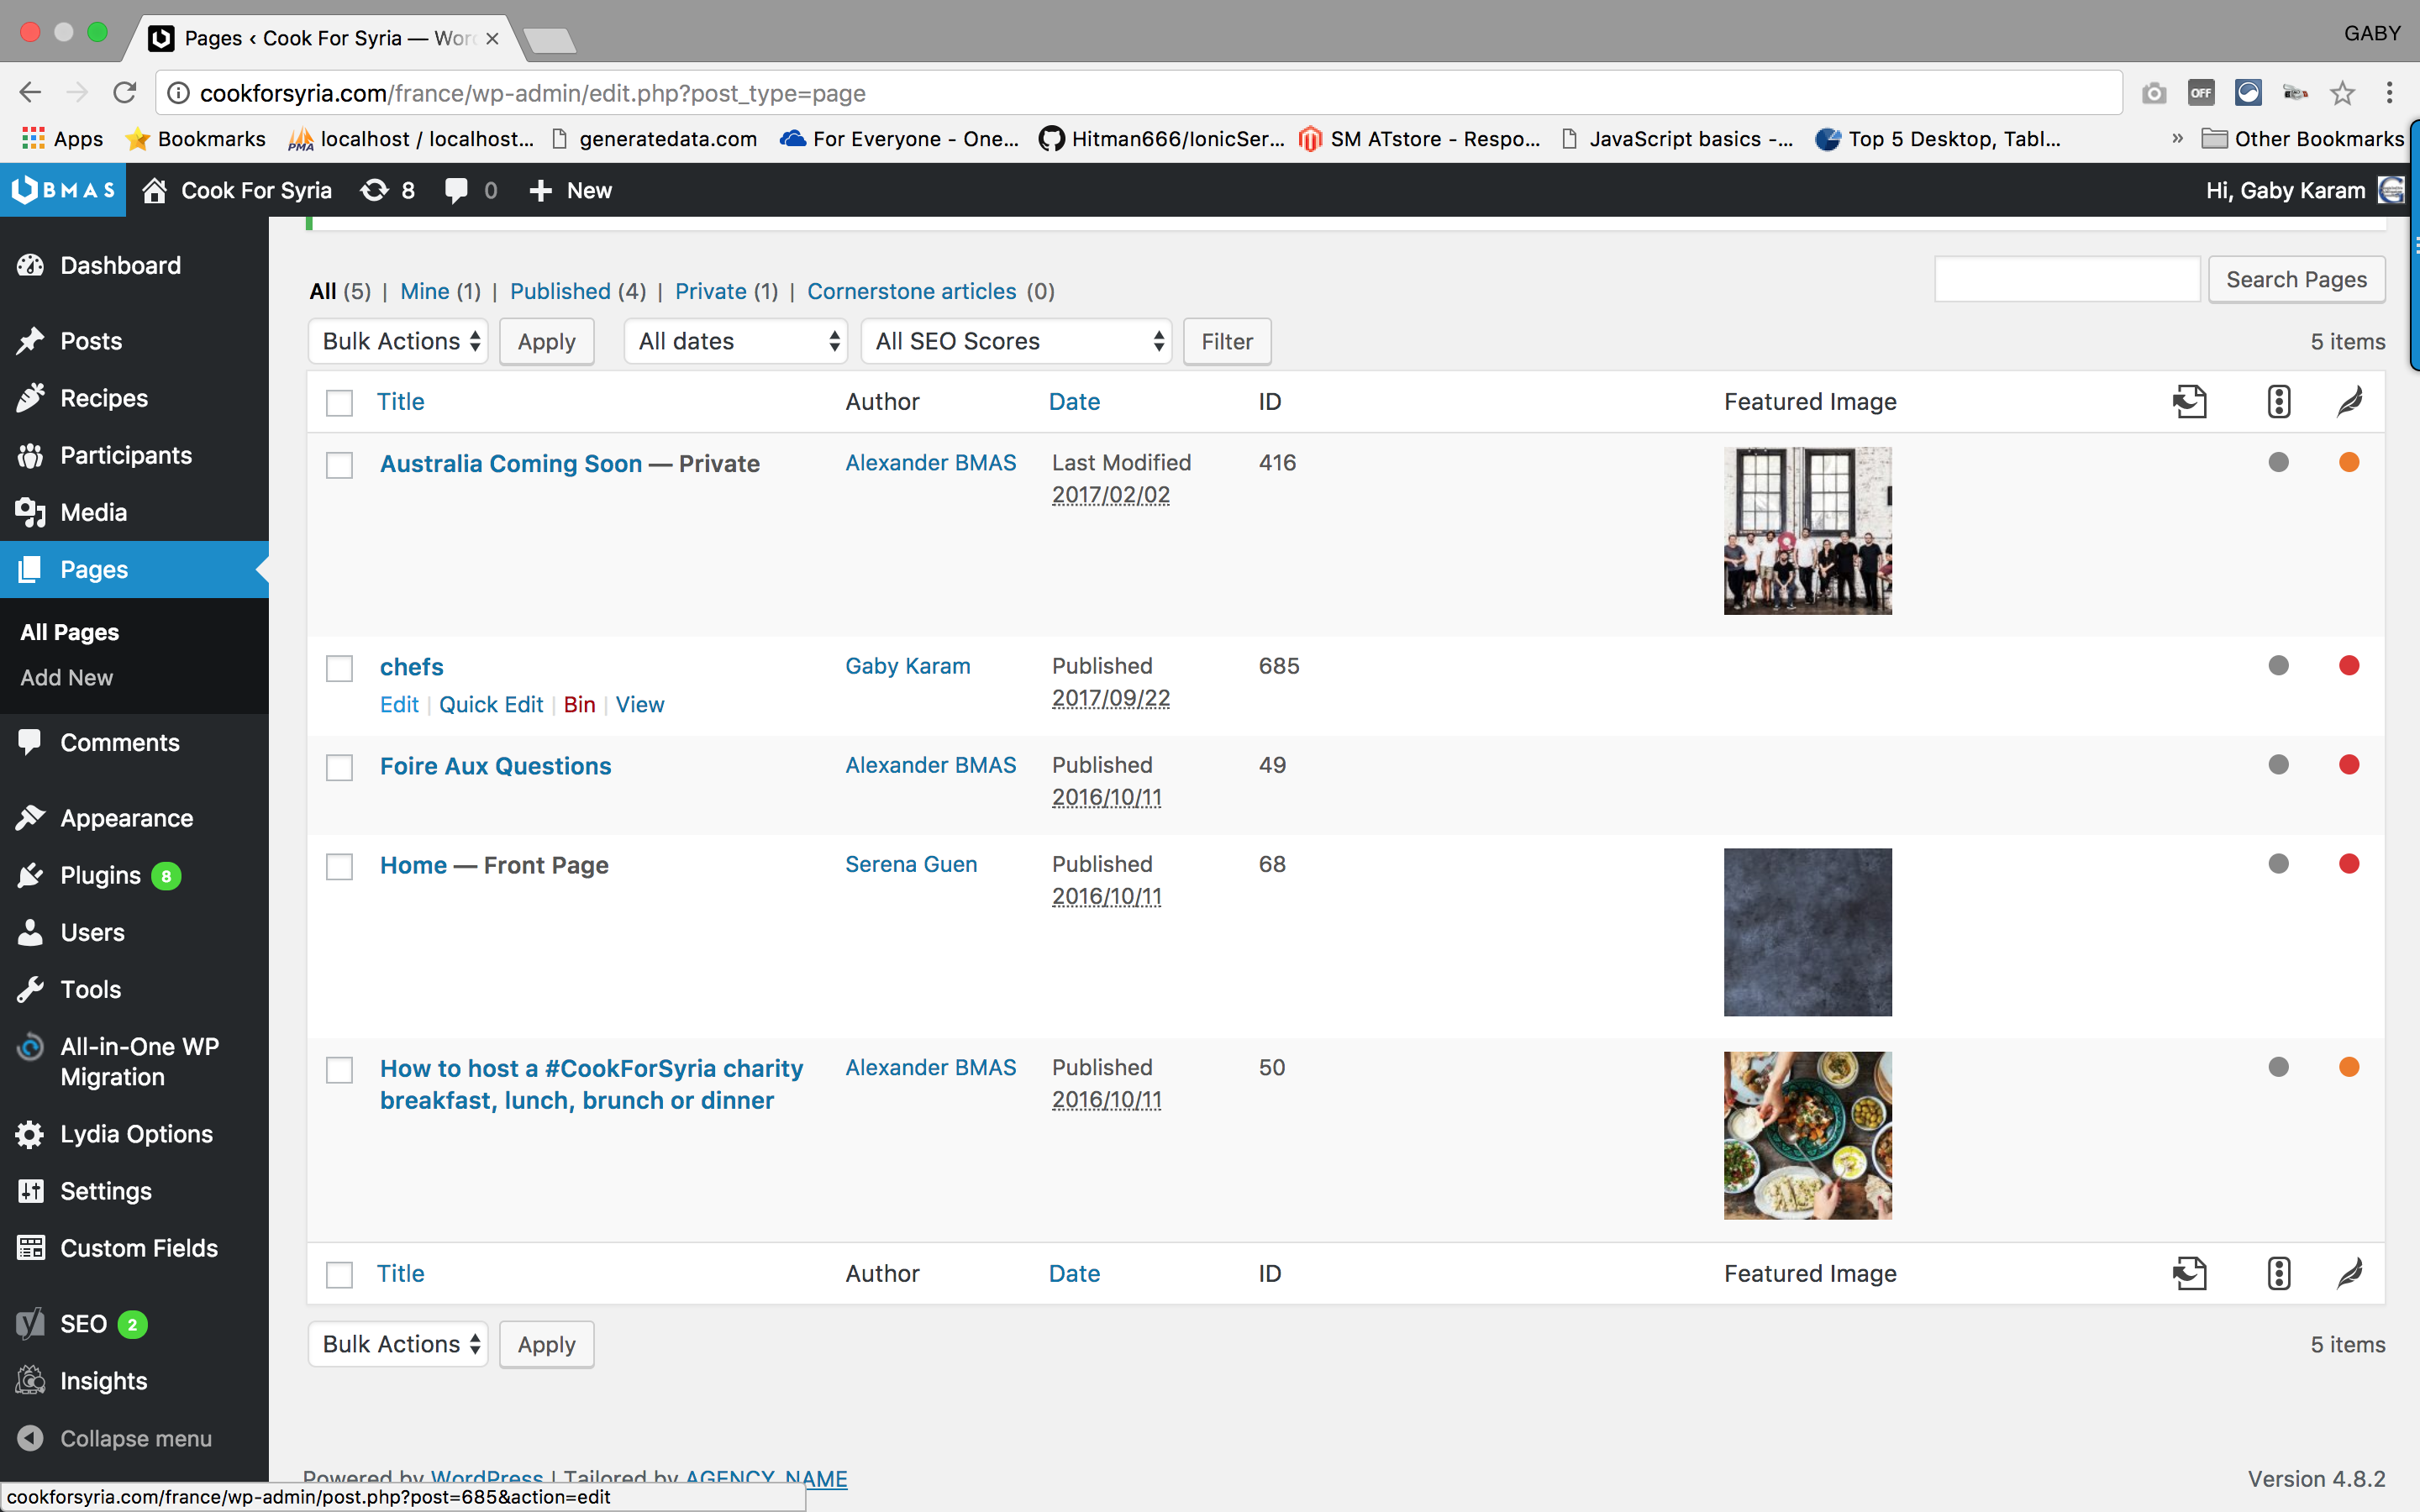 Pages ‹ Cook For Syria — Wor
GABY
cookforsyria.com/france/wp-admin/edit.php?post_type=page
OFF
Apps
Bookmarks
PMA
localhost / localhost...
generatedata.com
For Everyone - One...
Hitman666/IonicSer...
SM ATstore - Respo...
JavaScript basics -...
Top 5 Desktop, Tabl...
»
Other Bookmarks
BMAS
Cook For Syria
8
0
New
Hi, Gaby Karam
Dashboard
Posts
Recipes
Participants
Media
Pages
All Pages
Add New
Comments
Appearance
Plugins 8
Users
Tools
All-in-One WP
Migration
Lydia Options
Settings
Custom Fields
SEO 2
Insights
Collapse menu
All (5) | Mine (1) | Published (4) | Private (1) | Cornerstone articles (0)
Search Pages
Bulk Actions Apply All dates All SEO Scores Filter 5 items
Title Author Date ID Featured Image
Australia Coming Soon — Private Alexander BMAS Last Modified 416
2017/02/02
chefs Gaby Karam Published 685
2017/09/22
Edit | Quick Edit | Bin | View
Foire Aux Questions Alexander BMAS Published 49
2016/10/11
Home — Front Page Serena Guen Published 68
2016/10/11
How to host a #CookForSyria charity Alexander BMAS Published 50
breakfast, lunch, brunch or dinner 2016/10/11
Title Author Date ID Featured Image
Bulk Actions Apply 5 items
Powered by WordPress | Tailored by AGENCY_NAME
Version 4.8.2
cookforsyria.com/france/wp-admin/post.php?post=685&action=edit